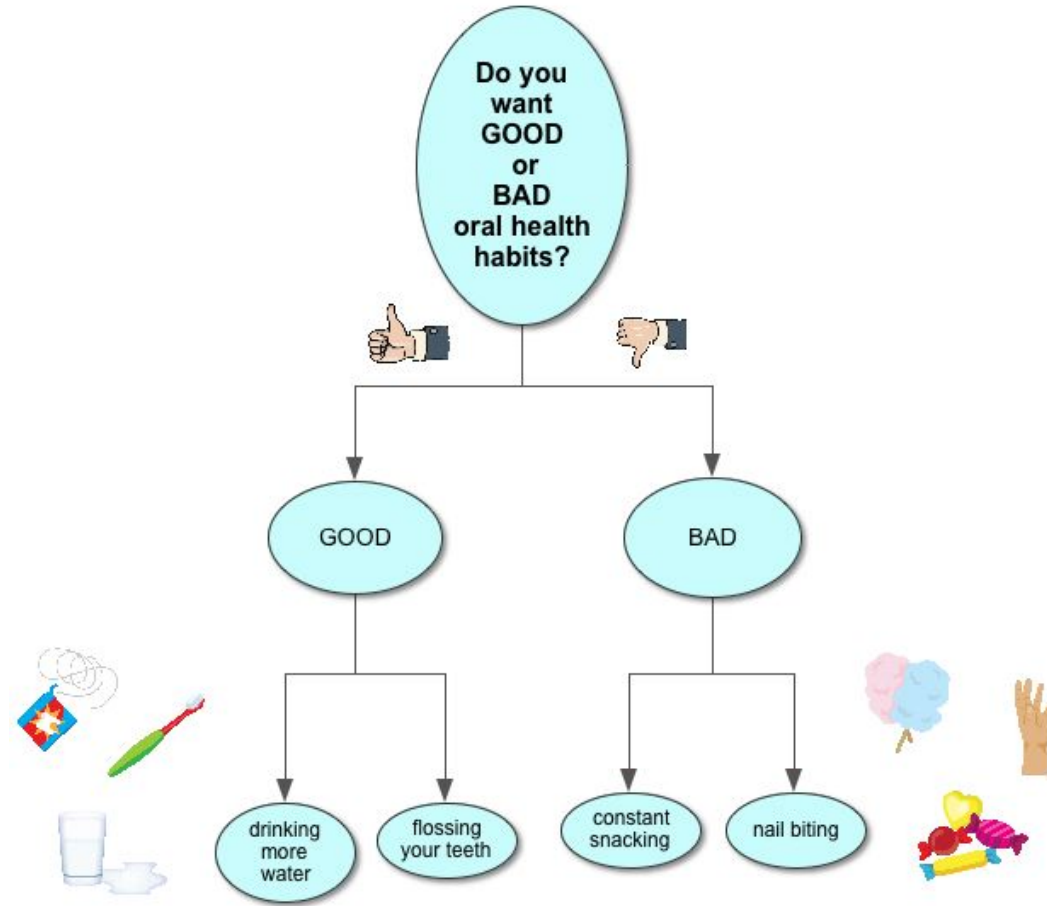 Do you
want
GOOD
or
BAD
oral health
habits?
GOOD
BAD
drinking
more
water
flossing
your teeth
constant
snacking
nail biting